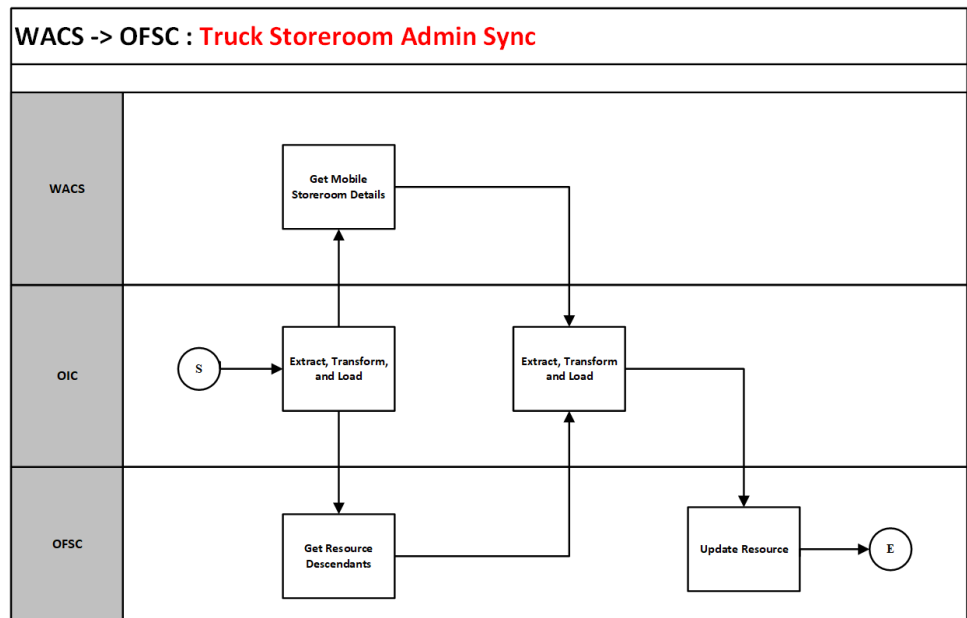 WACS -> OFSC : Truck Storeroom Admin Sync
WACS
Get Mobile
Storeroom Details
OIC
S
Extract, Transform,
and Load
Extract, Transform
and Load
OFSC
Get Resource
Descendants
Update Resource
E